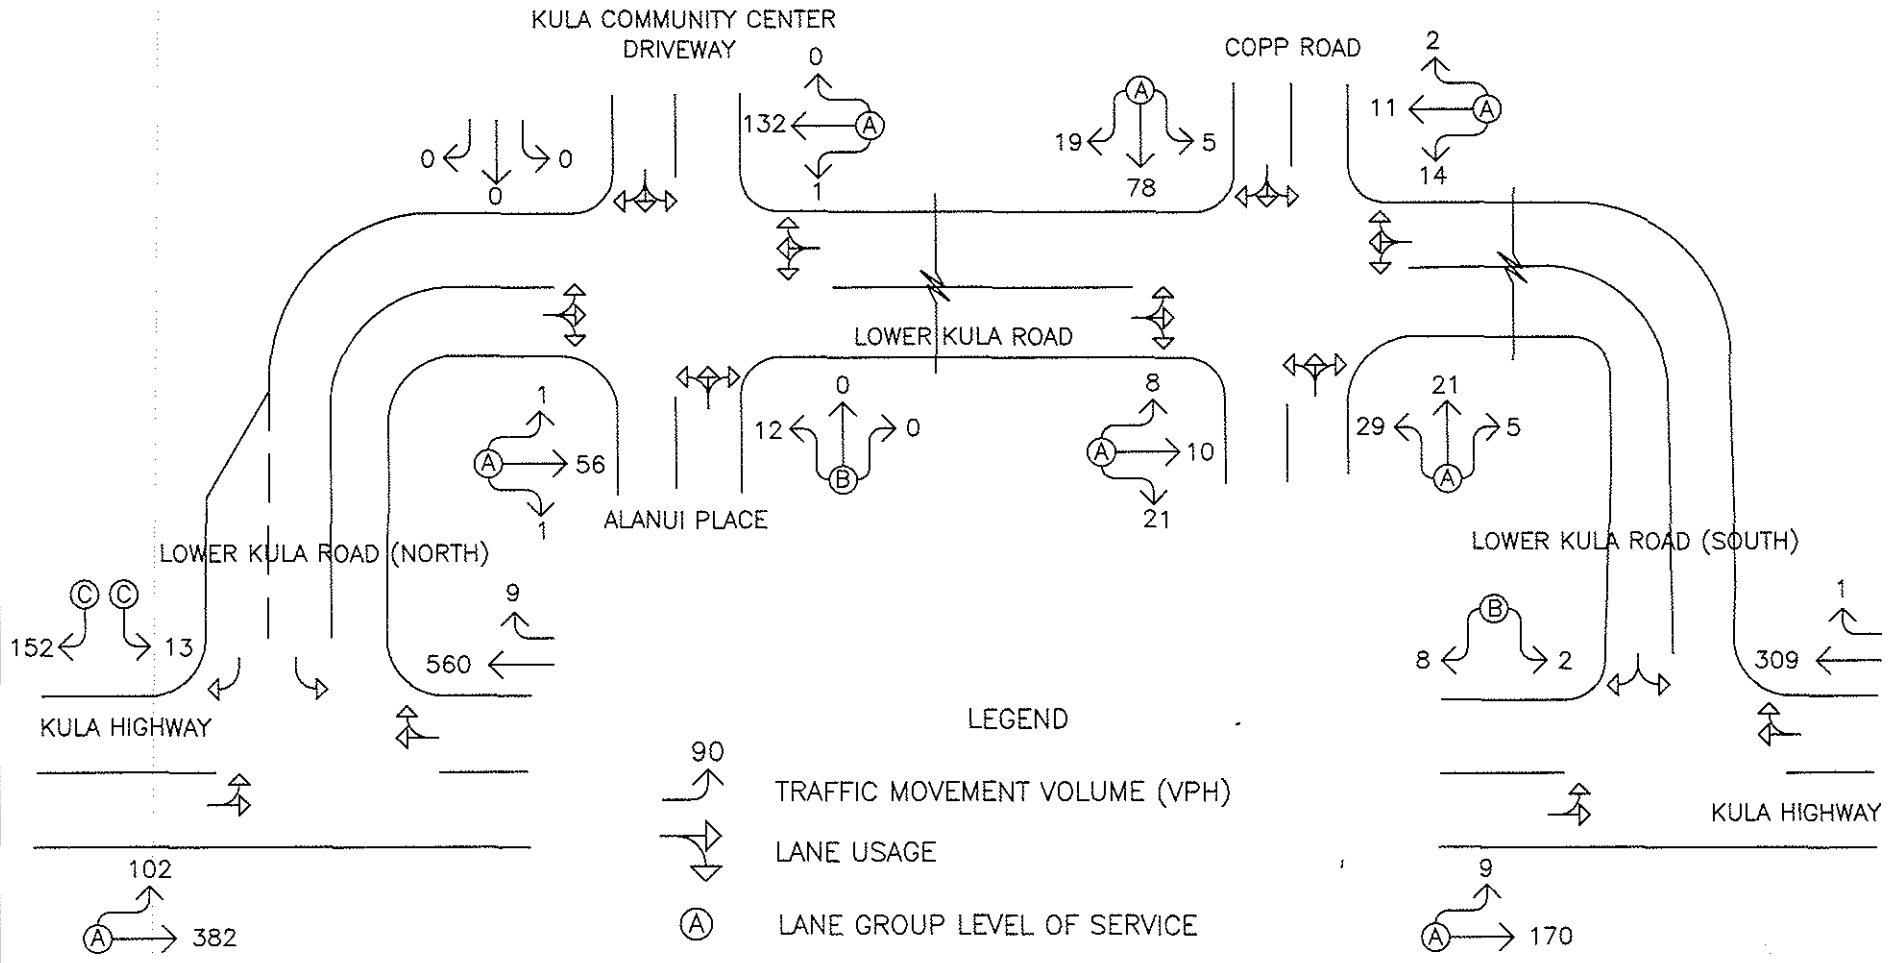 KULA COMMUNITY CENTER
DRIVEWAY
COPP ROAD
0
2
A
132
A
11
A
0
0
19
5
0
1
78
14
LOWER KULA ROAD
1
0
8
21
12
0
29
5
A
56
A
10
B
A
1
ALANUI PLACE
21
LOWER KULA ROAD (NORTH)
LOWER KULA ROAD (SOUTH)
C
C
9
B
1
152
13
560
8
2
309
KULA HIGHWAY
LEGEND
90
TRAFFIC MOVEMENT VOLUME (VPH)
KULA HIGHWAY
LANE USAGE
102
9
A
382
A
LANE GROUP LEVEL OF SERVICE
A
170